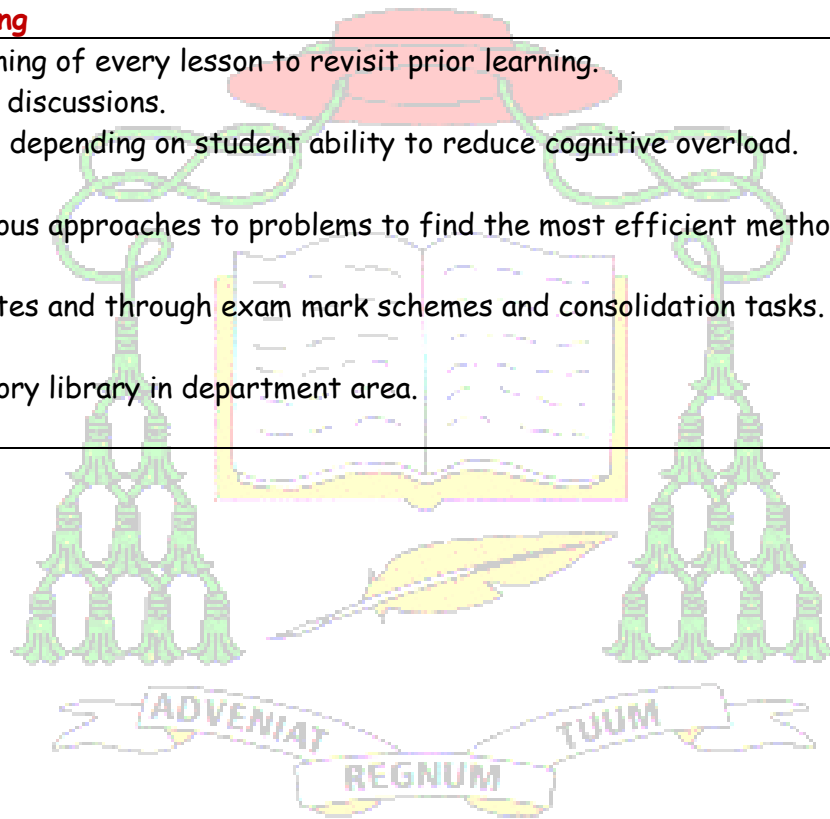 ng
ning of every lesson to revisit prior learning.
discussions.
depending on student ability to reduce cognitive overload.
ous approaches to problems to find the most efficient metho
tes and through exam mark schemes and consolidation tasks.
ory library in department area.
ADVENIAT
REGNUM
TUUM